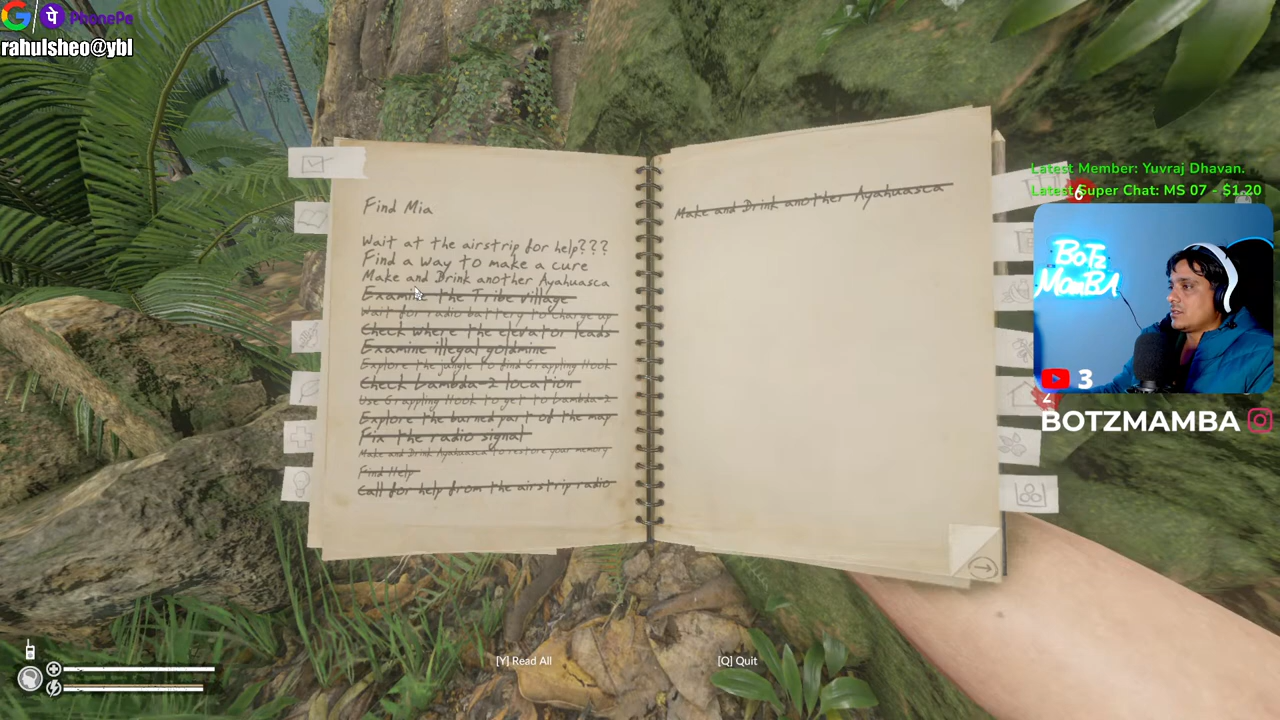 PhonePe
rahulsheo@ybl
Find Mia
Wait at the airstrip for help???
Find a way to make a cure
Make and Drink another Ayahuasca
Examine the Tribe village
Wait for radio battery to charge up
Check where the elevator leads
Examine illegal goldmine
Explore the jungle to find Grappling Hook
Check Lambda-2 location
Use Grappling Hook to get to Lambda-2
Explore the burned part of the map
Fix the radio signal
Make and Drink Ayahuasca to restore your memory
Find Help
Call for help from the airstrip radio
Make and Drink another Ayahuasca
[Y] Read All
[Q] Quit
Latest Member: Yuvraj Dhavan.
Latest Super Chat: MS 07 - $1.20
6
BoTz
MamBA
3
2
BOTZMAMBA